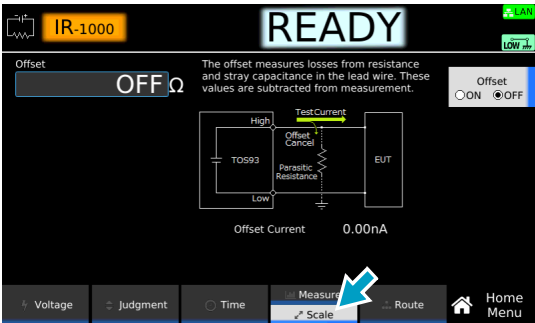 IR-1000
READY
LAN
LOW
Offset
OFF Ω
The offset measures losses from resistance
and stray capacitance in the lead wire. These
values are subtracted from measurement.
Offset
ON OFF
TestCurrent
High
Offset
Cancel
TOS93
EUT
Parasitic
Resistance
Low
Offset Current 0.00nA
Voltage
Judgment
Time
Measure
Scale
Route
Home
Menu